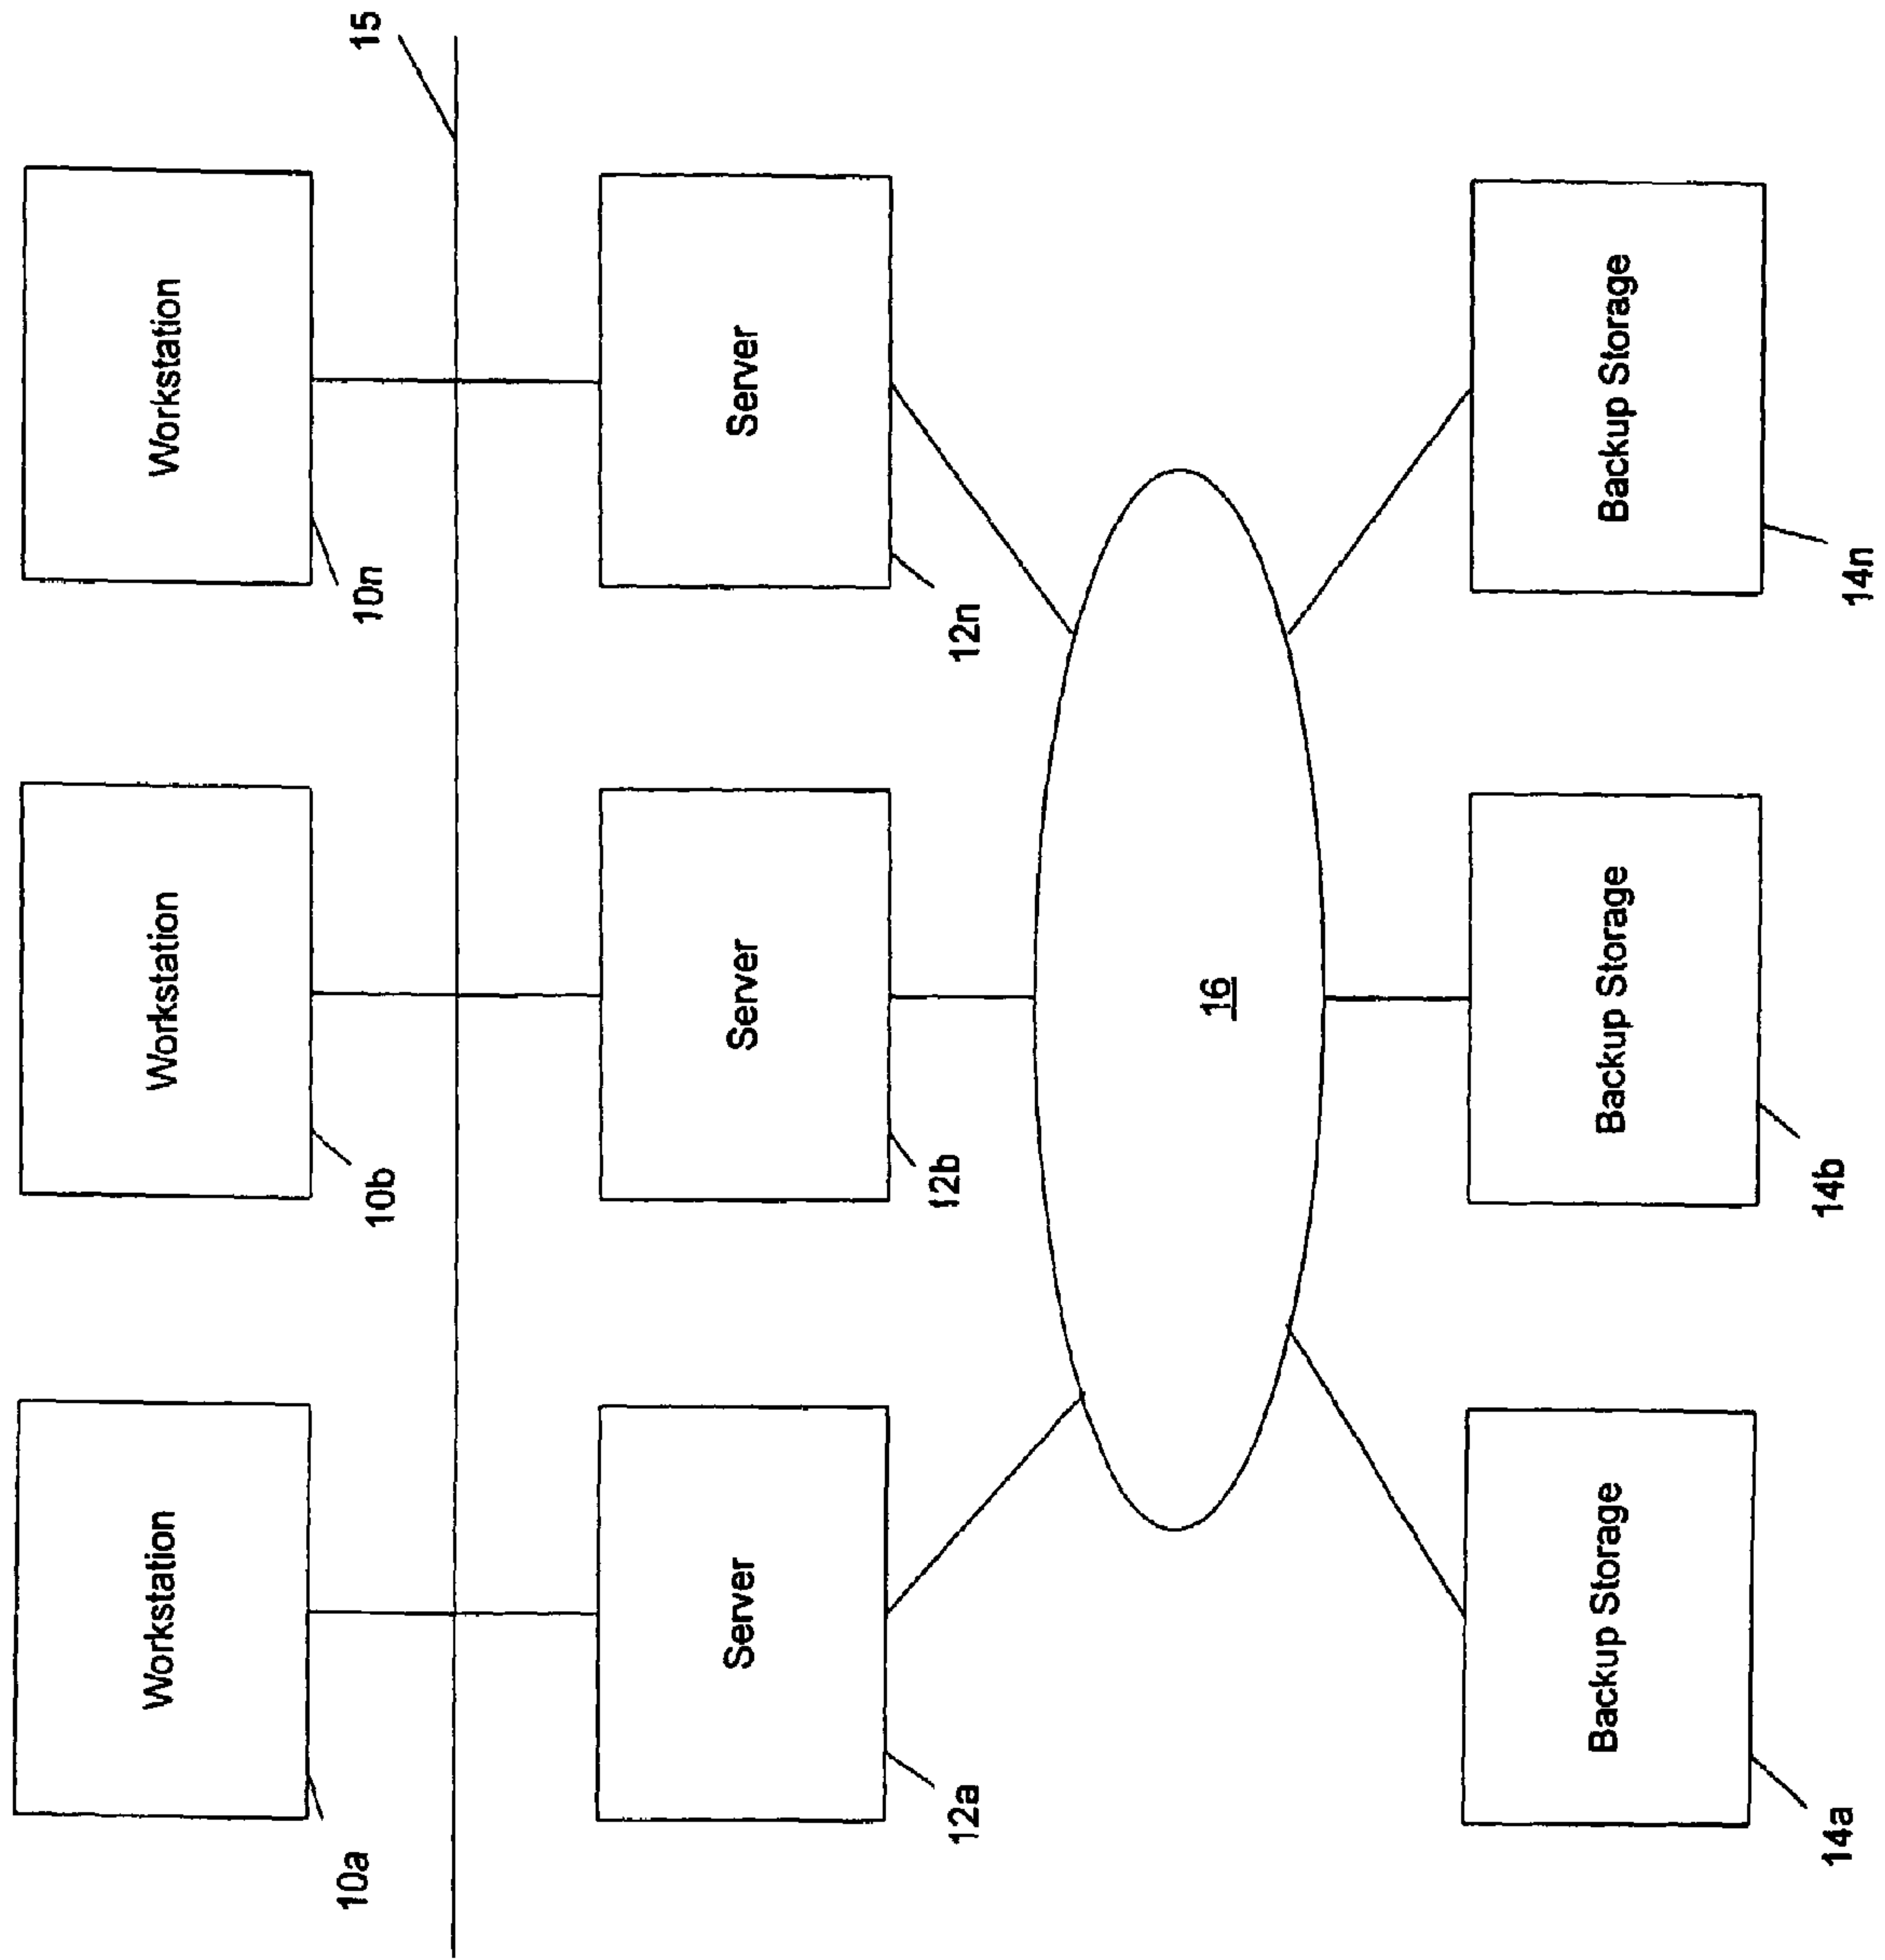 Workstation
Workstation
Workstation
10a
10b
10n
15
Server
Server
Server
12a
12b
12n
16
Backup Storage
Backup Storage
Backup Storage
14a
14b
14n